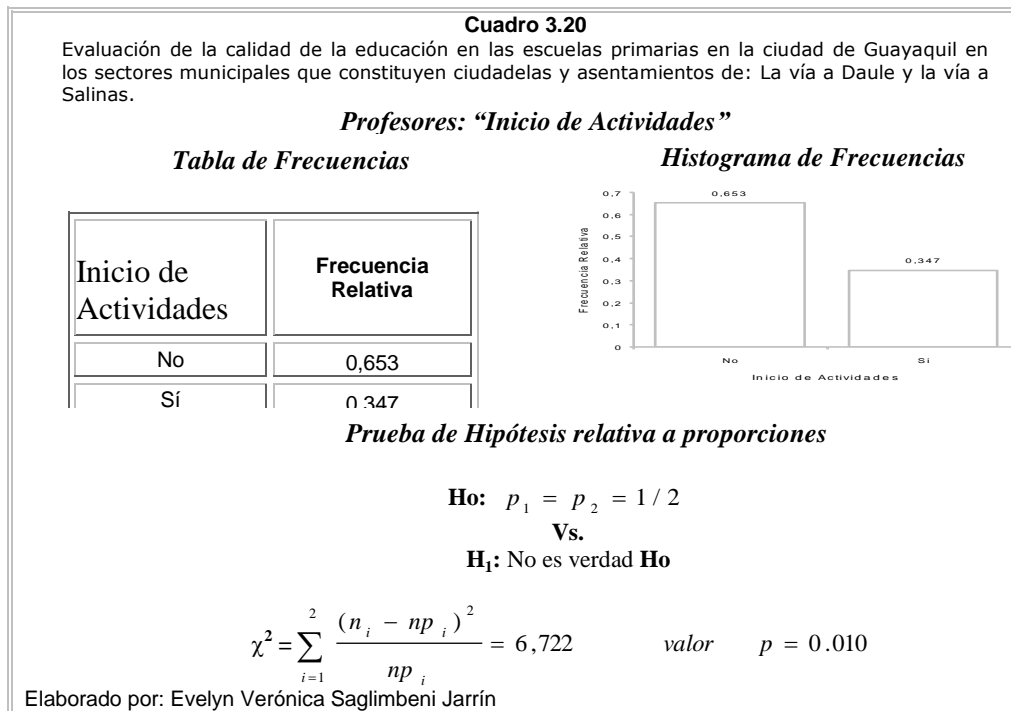 Cuadro 3.20
Evaluación de la calidad de la educación en las escuelas primarias en la ciudad de Guayaquil en
los sectores municipales que constituyen ciudadelas y asentamientos de: La vía a Daule y la vía a
Salinas.
Profesores: “Inicio de Actividades”
Tabla de Frecuencias
Histograma de Frecuencias
Inicio de
Actividades
Frecuencia
Relativa
No
0,653
Sí
0,347
0,7
0,6
0,5
0,4
0,3
0,2
0,1
0
Frecuencia Relativa
0,653
0,347
No
Si
Inicio de Actividades
Prueba de Hipótesis relativa a proporciones
Ho: p₁ = p₂ = 1 / 2
Vs.
H₁: No es verdad Ho
χ² = ∑_{i=1}^{2} (n_i − np_i)² / np_i = 6,722 valor p = 0.010
Elaborado por: Evelyn Verónica Saglimbeni Jarrín